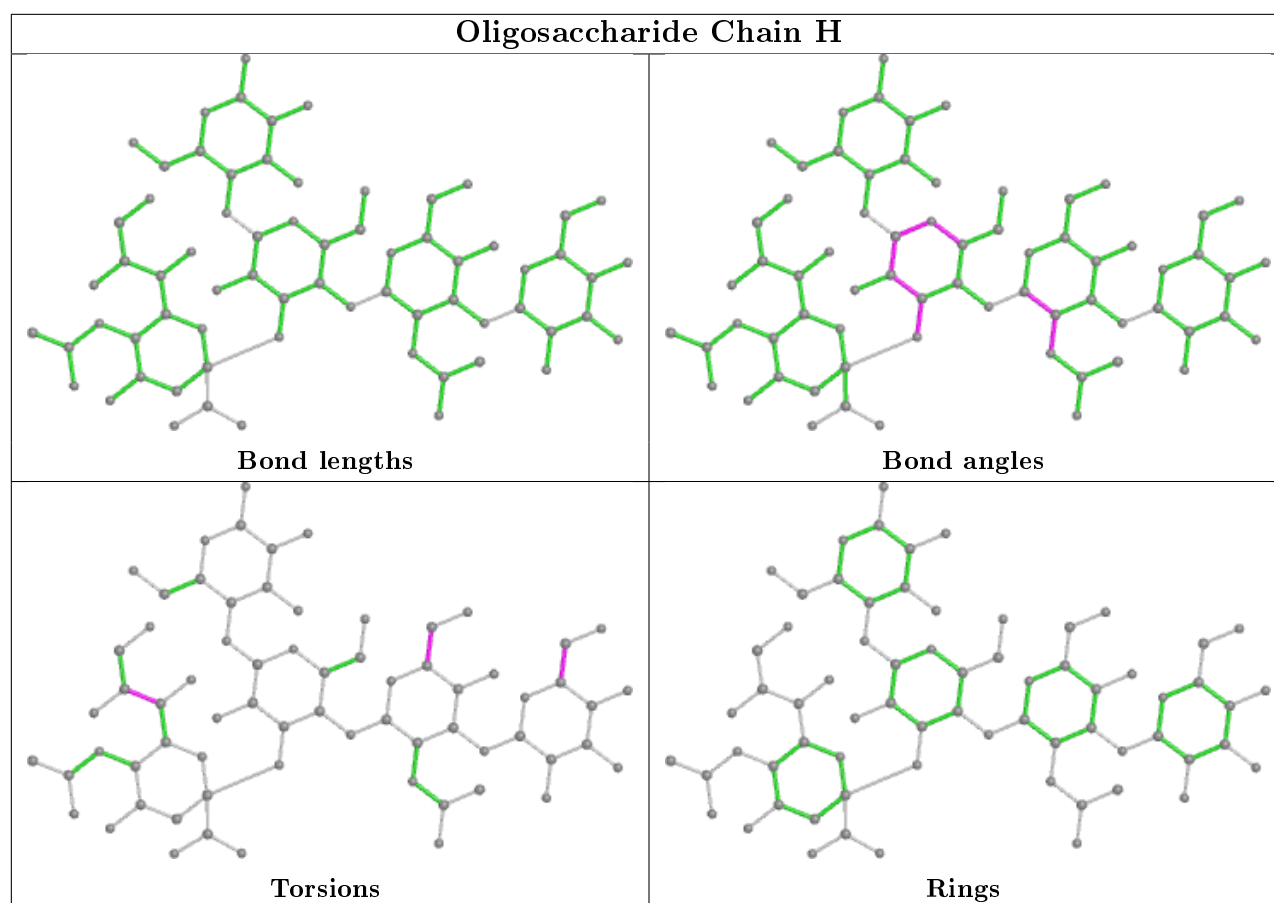 Oligosaccharide Chain H
Bond lengths
Bond angles
Torsions
Rings